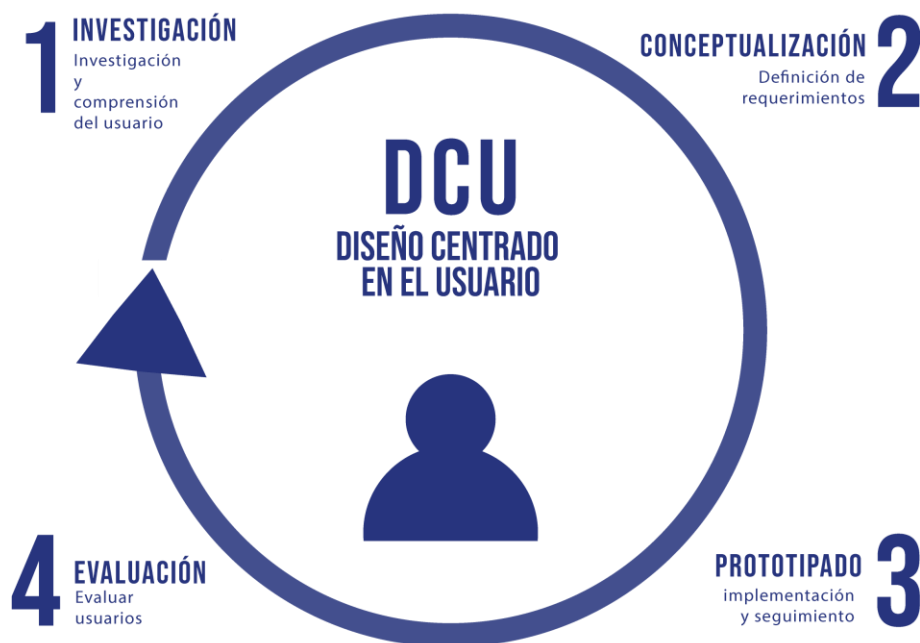 1
INVESTIGACIÓN
Investigación
y
comprensión
del usuario
CONCEPTUALIZACIÓN
Definición de
requerimientos
2
DCU
DISEÑO CENTRADO
EN EL USUARIO
4
EVALUACIÓN
Evaluar
usuarios
PROTOTIPADO
implementación
y seguimiento
3